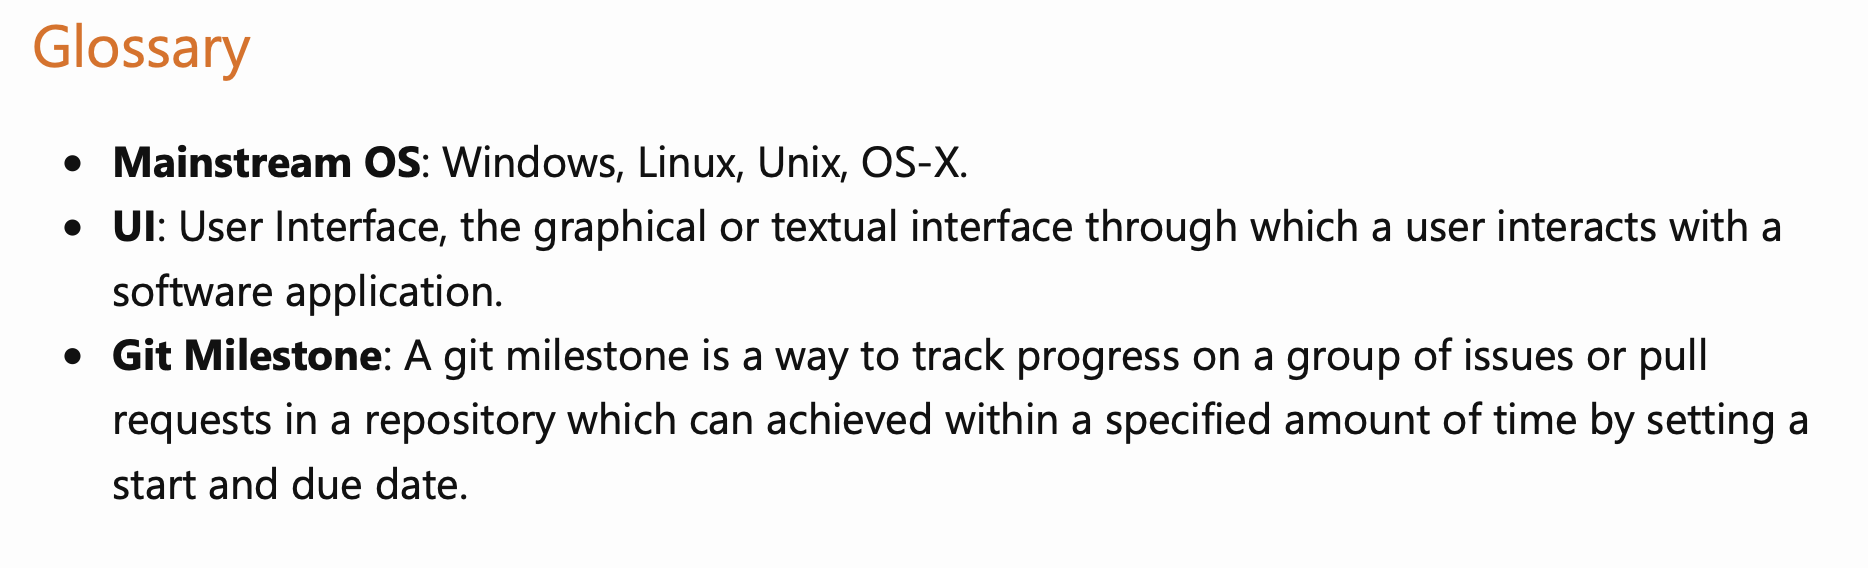 Glossary
• Mainstream OS: Windows, Linux, Unix, OS-X.
• UI: User Interface, the graphical or textual interface through which a user interacts with a
software application.
• Git Milestone: A git milestone is a way to track progress on a group of issues or pull
requests in a repository which can achieved within a specified amount of time by setting a
start and due date.